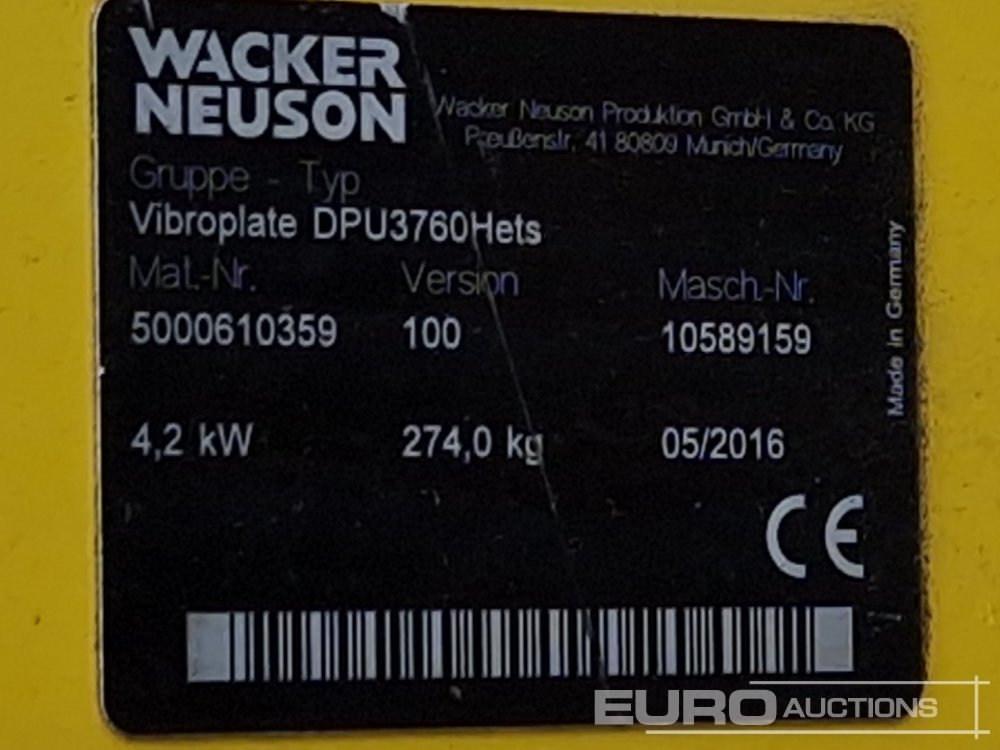 WACKER
NEUSON
Wacker Neuson Produktion GmbH & Co. KG
Preußenstr. 41 80809 Munich/Germany
Gruppe - Typ
Vibroplate DPU3760Hets
Mat.-Nr. Version Masch.-Nr.
5000610359 100 10589159
4,2 kW 274,0 kg 05/2016
Made in Germany
CE
EURO AUCTIONS